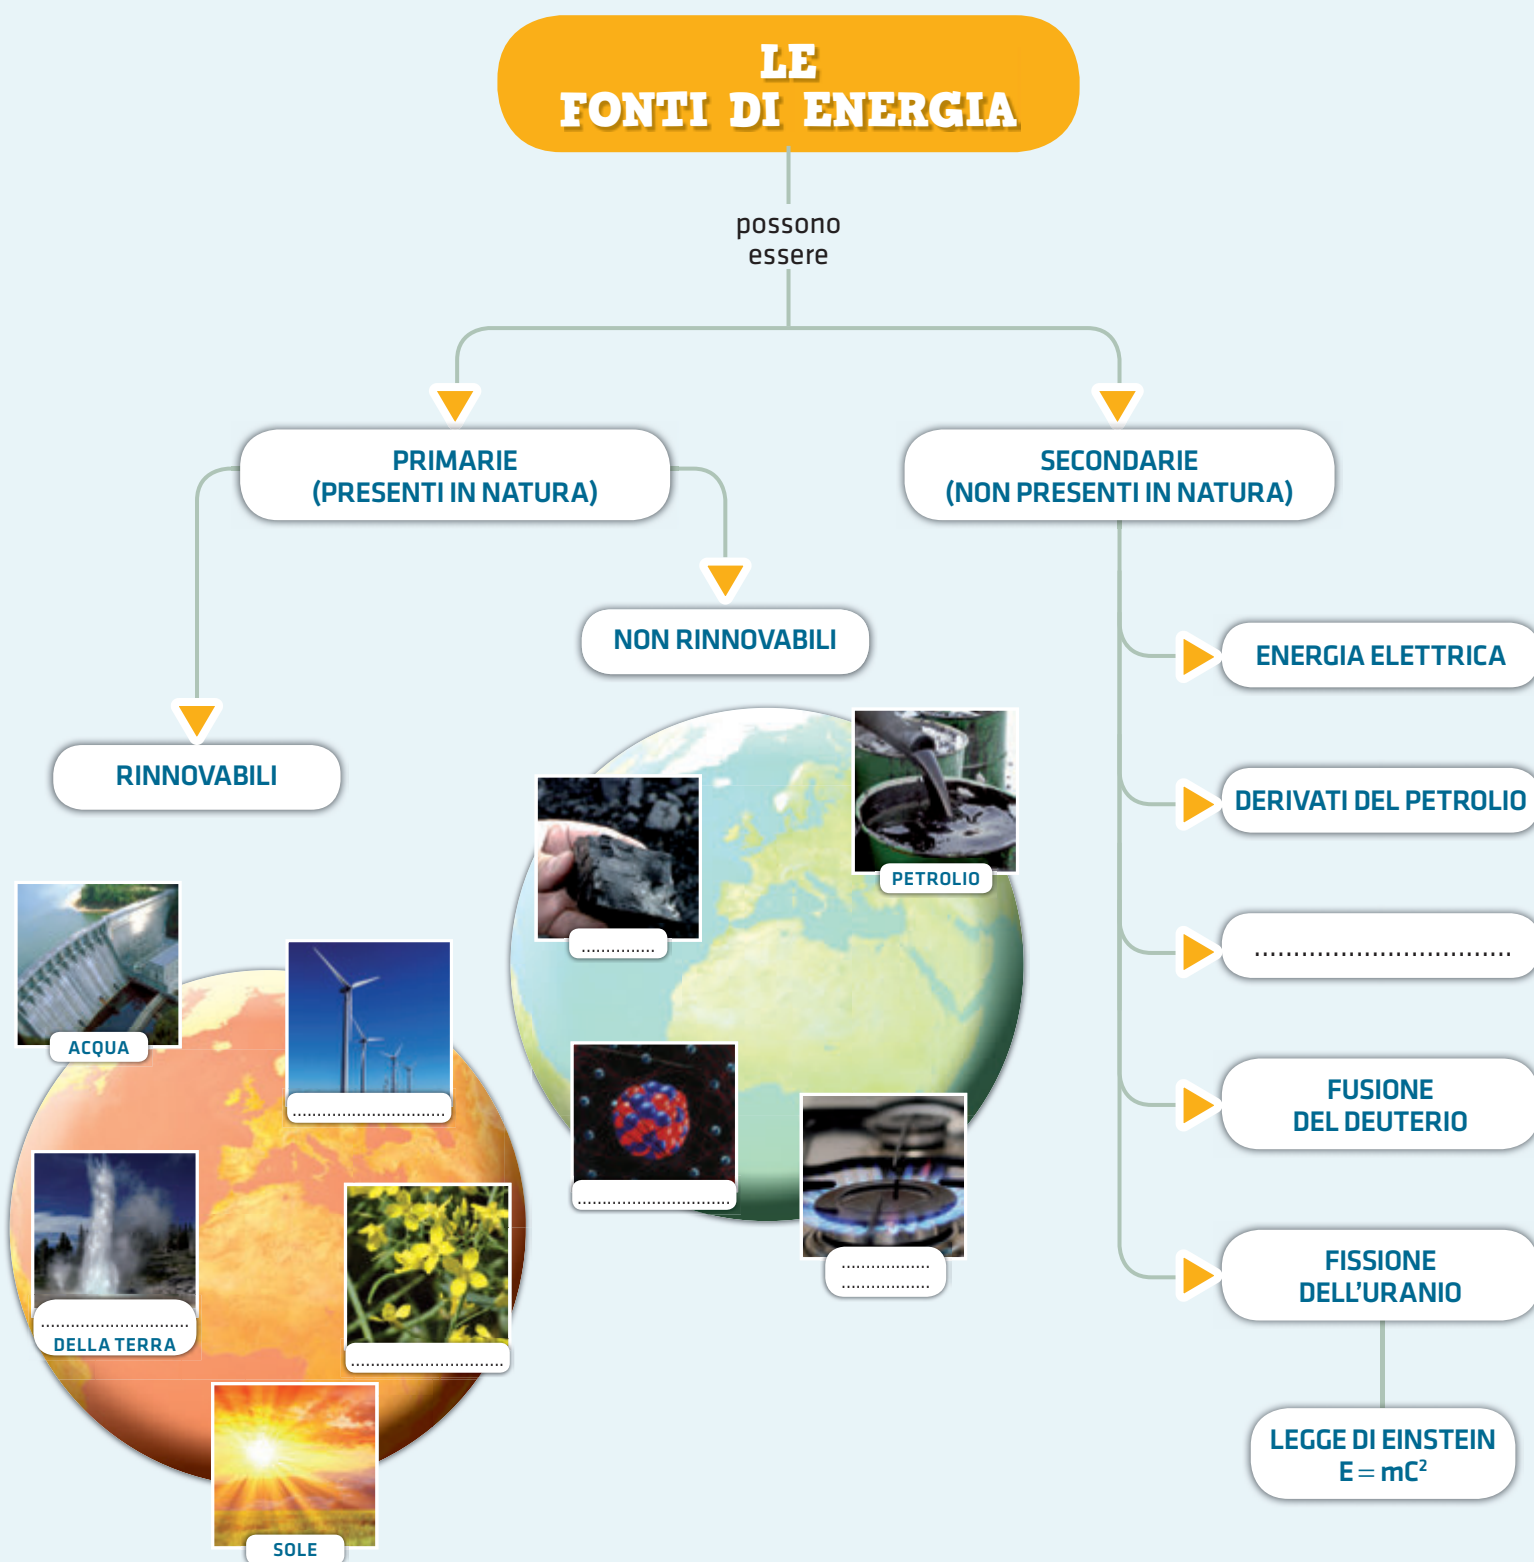 LE
FONTI DI ENERGIA
possono
essere
PRIMARIE
(PRESENTI IN NATURA)
SECONDARIE
(NON PRESENTI IN NATURA)
NON RINNOVABILI
RINNOVABILI
ENERGIA ELETTRICA
DERIVATI DEL PETROLIO
.................................
FUSIONE
DEL DEUTERIO
FISSIONE
DELL'URANIO
LEGGE DI EINSTEIN
E = mC²
PETROLIO
...............
................................
..................
..................
ACQUA
................................
..............................
DELLA TERRA
................................
SOLE